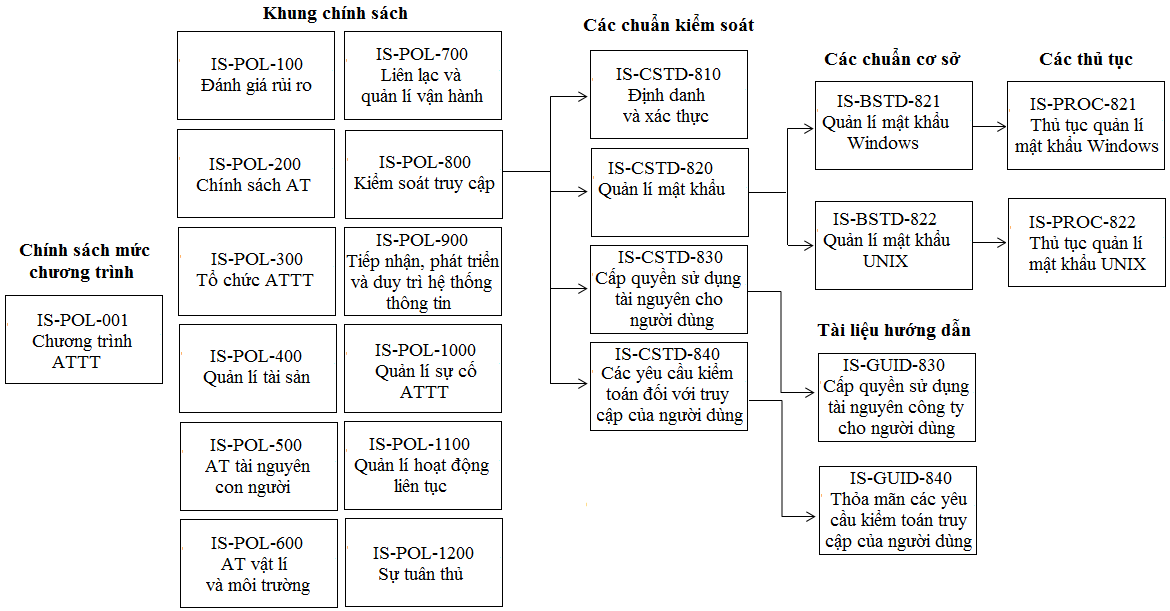 Khung chính sách
IS-POL-100
Đánh giá rủi ro
IS-POL-700
Liên lạc và
quản lí vận hành
IS-POL-200
Chính sách AT
IS-POL-800
Kiểm soát truy cập
Chính sách mức
chương trình
IS-POL-001
Chương trình
ATTT
IS-POL-300
Tổ chức ATTT
IS-POL-900
Tiếp nhận, phát triển
và duy trì hệ thống
thông tin
IS-POL-400
Quản lí tài sản
IS-POL-1000
Quản lí sự cố
ATTT
IS-POL-500
AT tài nguyên
con người
IS-POL-1100
Quản lí hoạt động
liên tục
IS-POL-600
AT vật lí
và môi trường
IS-POL-1200
Sự tuân thủ
Các chuẩn kiểm soát
IS-CSTD-810
Định danh
và xác thực
IS-CSTD-820
Quản lí mật khẩu
IS-CSTD-830
Cấp quyền sử dụng
tài nguyên cho
người dùng
IS-CSTD-840
Các yêu cầu kiểm
toán đối với truy
cập của người dùng
Các chuẩn cơ sở
IS-BSTD-821
Quản lí mật khẩu
Windows
IS-BSTD-822
Quản lí mật khẩu
UNIX
Các thủ tục
IS-PROC-821
Thủ tục quản lí
mật khẩu Windows
IS-PROC-822
Thủ tục quản lí
mật khẩu UNIX
Tài liệu hướng dẫn
IS-GUID-830
Cấp quyền sử dụng
tài nguyên công ty
cho người dùng
IS-GUID-840
Thỏa mãn các yêu
cầu kiểm toán truy
cập của người dùng